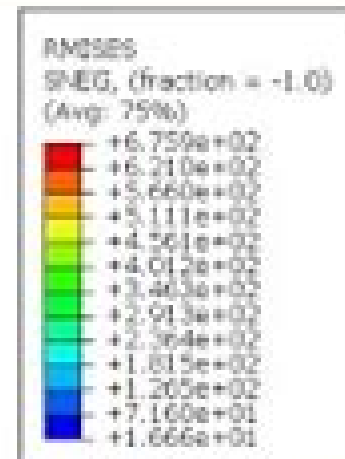 RMISES
SNEG, (fraction = -1.0)
(Avg: 75%)
+6.759e+02
+6.210e+02
+5.660e+02
+5.111e+02
+4.561e+02
+4.012e+02
+3.463e+02
+2.913e+02
+2.364e+02
+1.815e+02
+1.265e+02
+7.160e+01
+1.666e+01